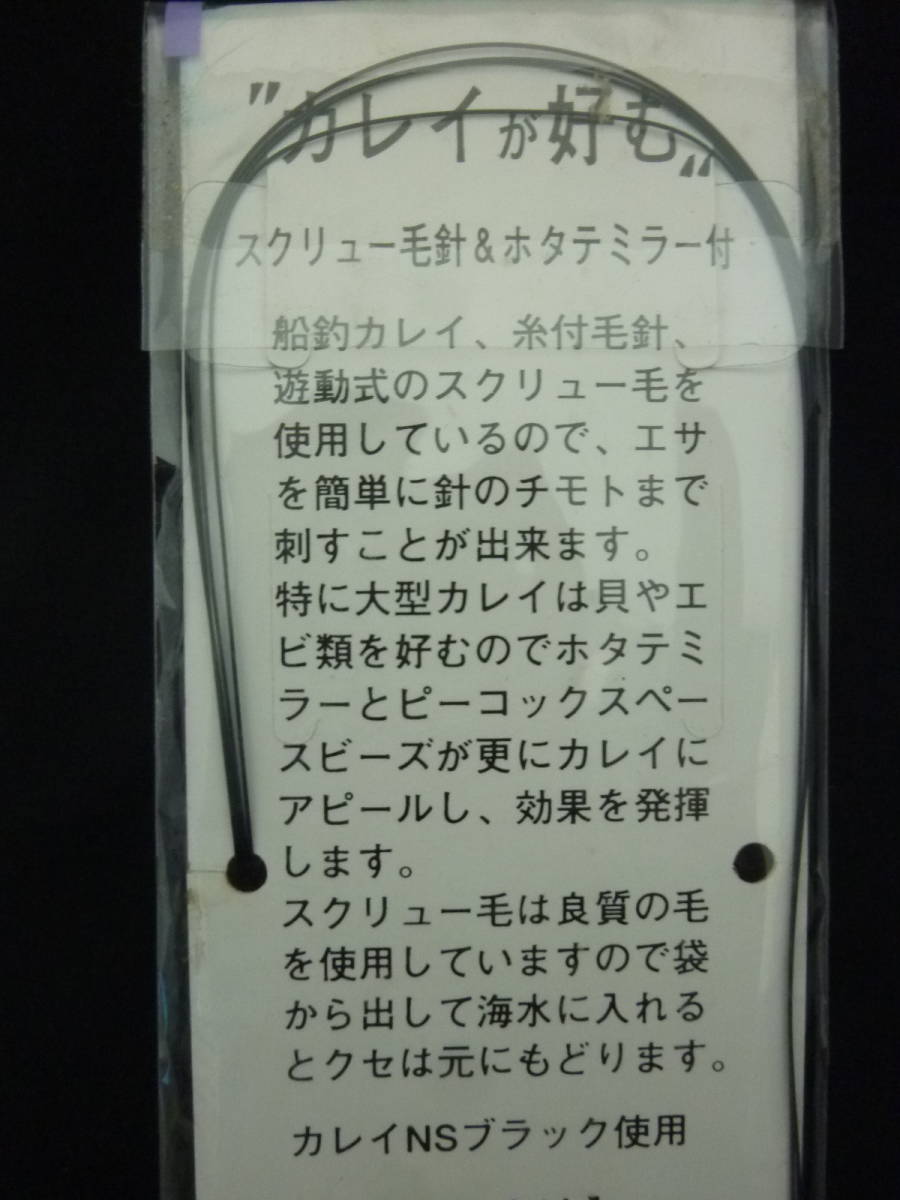 "カレイが好む„
スクリュー毛針&ホタテミラー付
船釣カレイ、糸付毛針、
遊動式のスクリュー毛を
使用しているので、エサ
を簡単に針のチモトまで
刺すことが出来ます。
特に大型カレイは貝やエ
ビ類を好むのでホタテミ
ラーとピーコックスペー
スビーズが更にカレイに
アピールし、効果を発揮
します。
スクリュー毛は良質の毛
を使用していますので袋
から出して海水に入れる
とクセは元にもどります。
カレイNSブラック使用